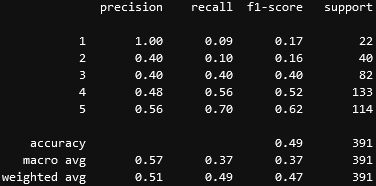 precision recall f1-score support
1 1.00 0.09 0.17 22
2 0.40 0.10 0.16 40
3 0.40 0.40 0.40 82
4 0.48 0.56 0.52 133
5 0.56 0.70 0.62 114
accuracy 0.49 391
macro avg 0.57 0.37 0.37 391
weighted avg 0.51 0.49 0.47 391